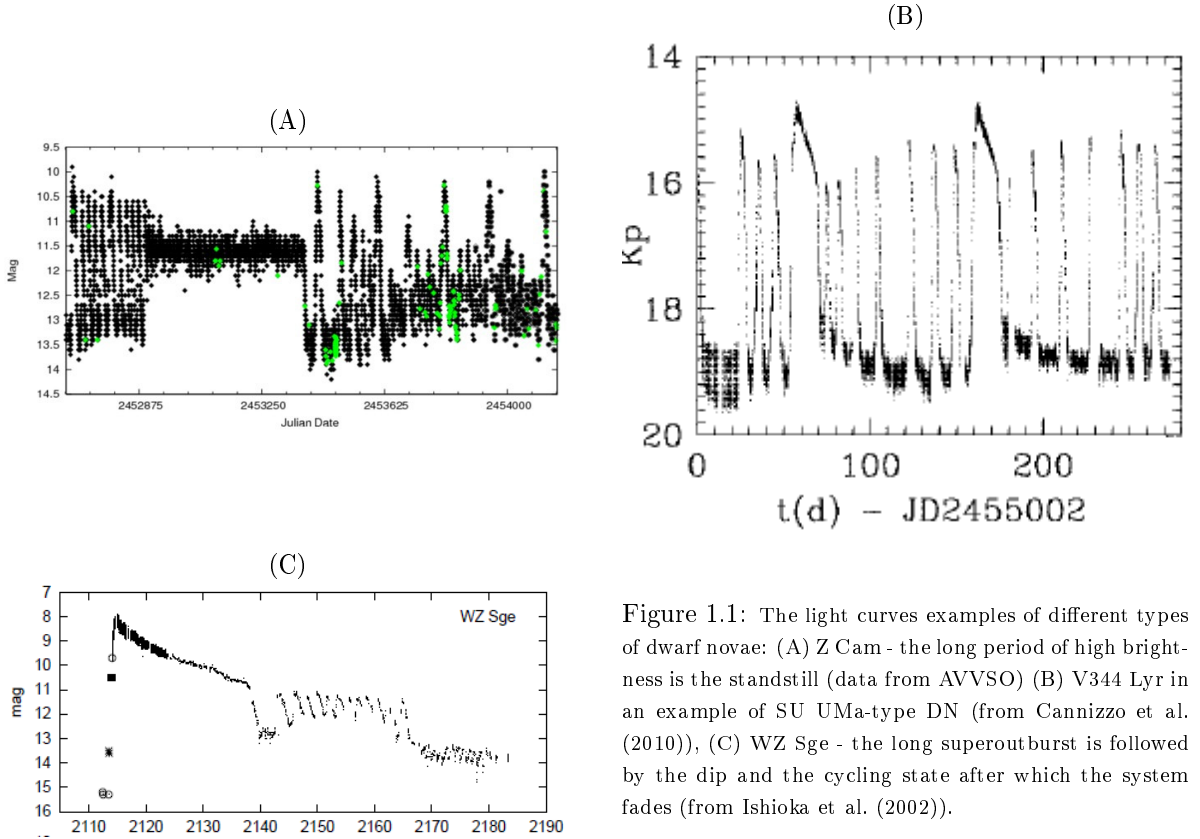 (A)
9.5
10
10.5
11
11.5
12
12.5
13
13.5
14
14.5
Mag
2452875 2453250 2453625 2454000
Julian Date
(B)
14
16
18
20
Kp
0 100 200
t(d) − JD2455002
(C)
7
8
9
10
11
12
13
14
15
16
mag
WZ Sge
2110 2120 2130 2140 2150 2160 2170 2180 2190
Figure 1.1: The light curves examples of different types
of dwarf novae: (A) Z Cam - the long period of high bright-
ness is the standstill (data from AVVSO) (B) V344 Lyr in
an example of SU UMa-type DN (from Cannizzo et al.
(2010)), (C) WZ Sge - the long superoutburst is followed
by the dip and the cycling state after which the system
fades (from Ishioka et al. (2002)).